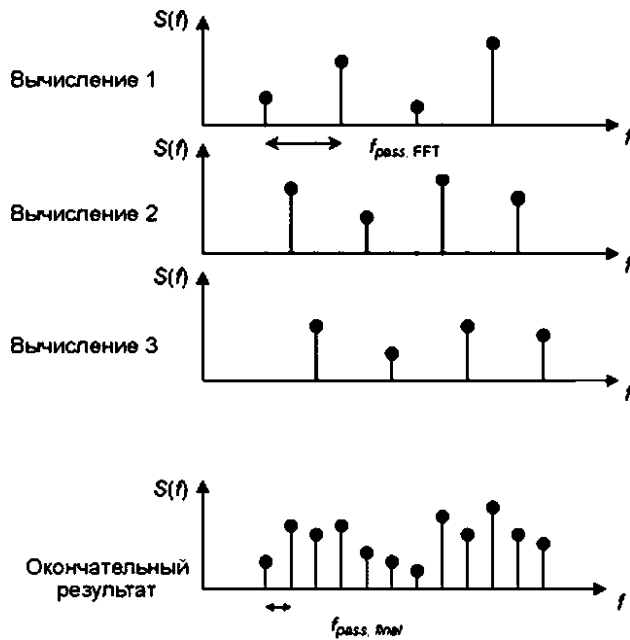 S(f)
Вычисление 1
f
fpass, FFT
S(f)
Вычисление 2
f
S(f)
Вычисление 3
f
S(f)
Окончательный
результат
f
fpass, final